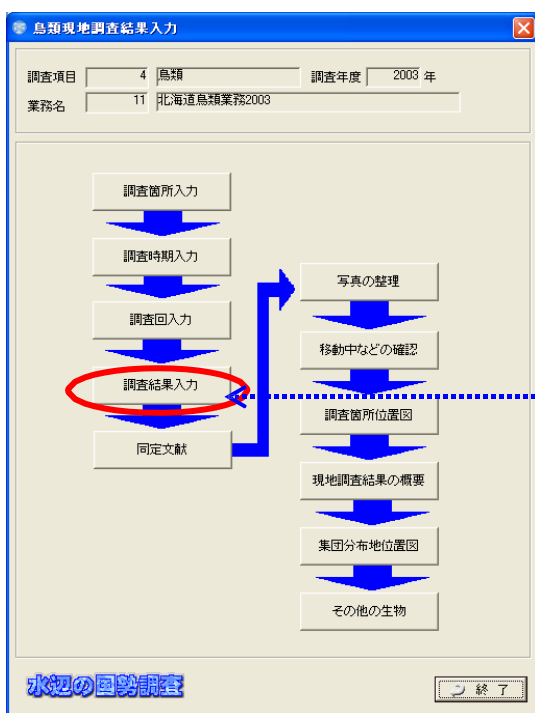 鳥類現地調査結果入力
調査項目 4 鳥類 調査年度 2003 年
業務名 11 北海道鳥類業務2003
調査箇所入力
調査時期入力
調査回入力
調査結果入力
同定文献
写真の整理
移動中などの確認
調査箇所位置図
現地調査結果の概要
集団分布地位置図
その他の生物
水辺の国勢調査
終了